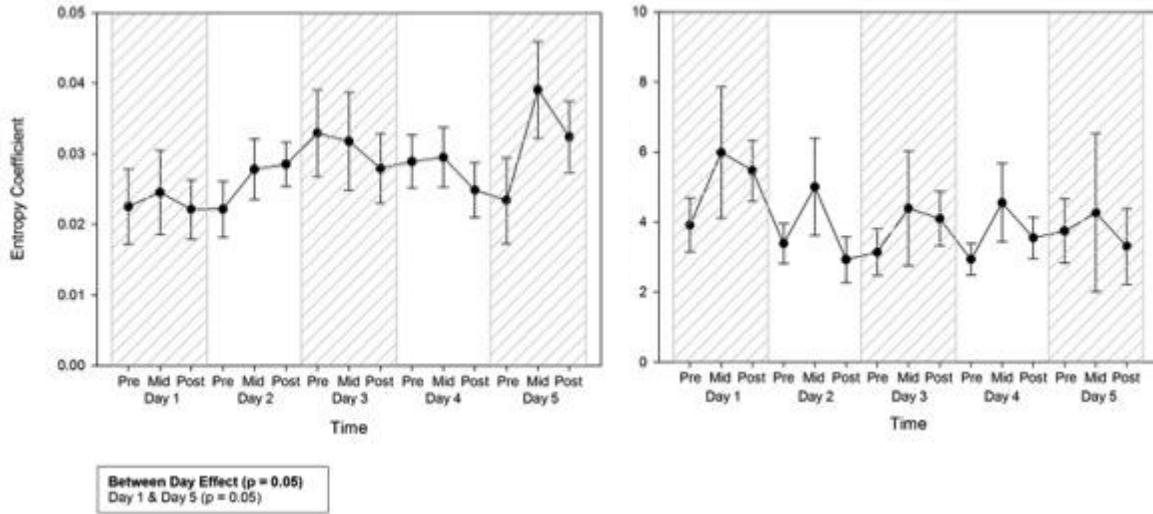 0.05
0.04
0.03
0.02
0.01
0.00
Entropy Coefficient
Pre Mid Post Pre Mid Post Pre Mid Post Pre Mid Post Pre Mid Post
Day 1 Day 2 Day 3 Day 4 Day 5
Time
10
8
6
4
2
0
Pre Mid Post Pre Mid Post Pre Mid Post Pre Mid Post Pre Mid Post
Day 1 Day 2 Day 3 Day 4 Day 5
Time
Between Day Effect (p = 0.05)
Day 1 & Day 5 (p = 0.05)